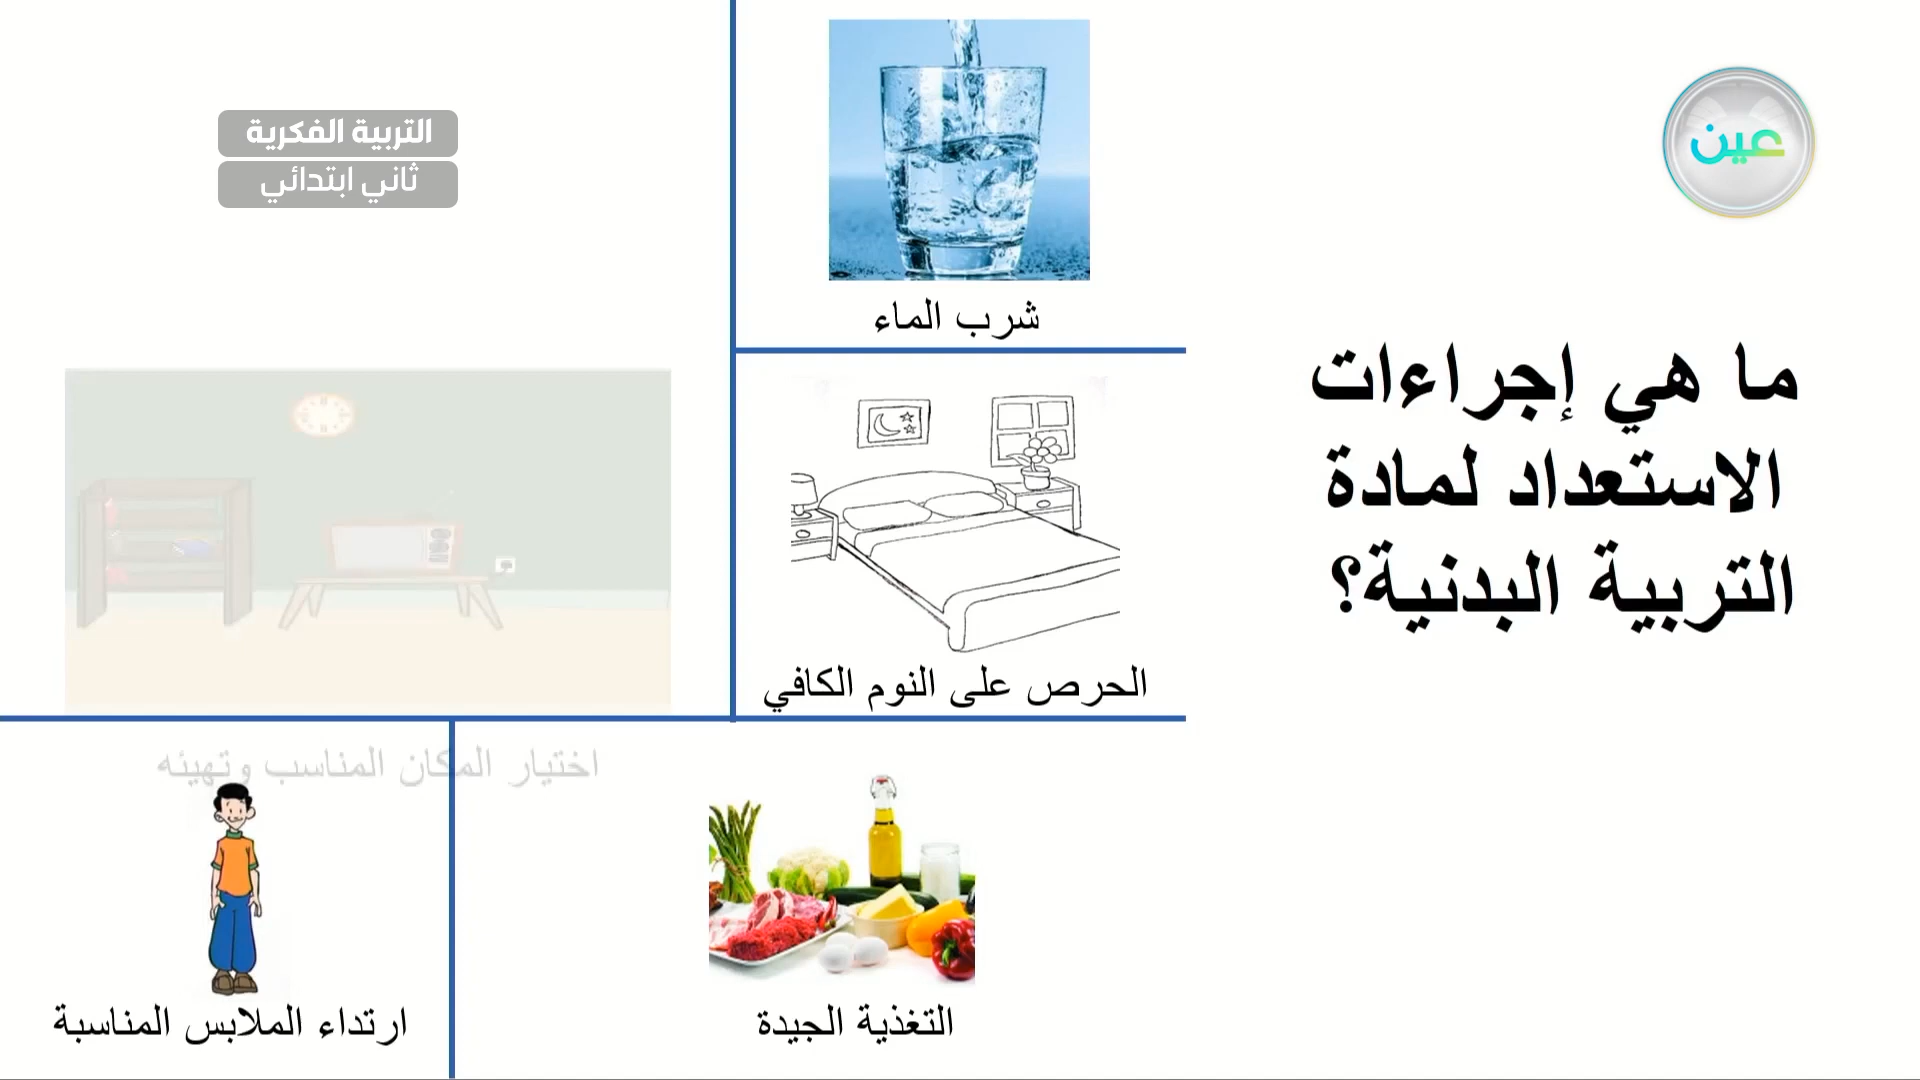 عين
التربية الفكرية
ثاني ابتدائي
ما هي إجراءات
الاستعداد لمادة
التربية البدنية؟
شرب الماء
الحرص على النوم الكافي
اختيار المكان المناسب وتهيئه
التغذية الجيدة
ارتداء الملابس المناسبة